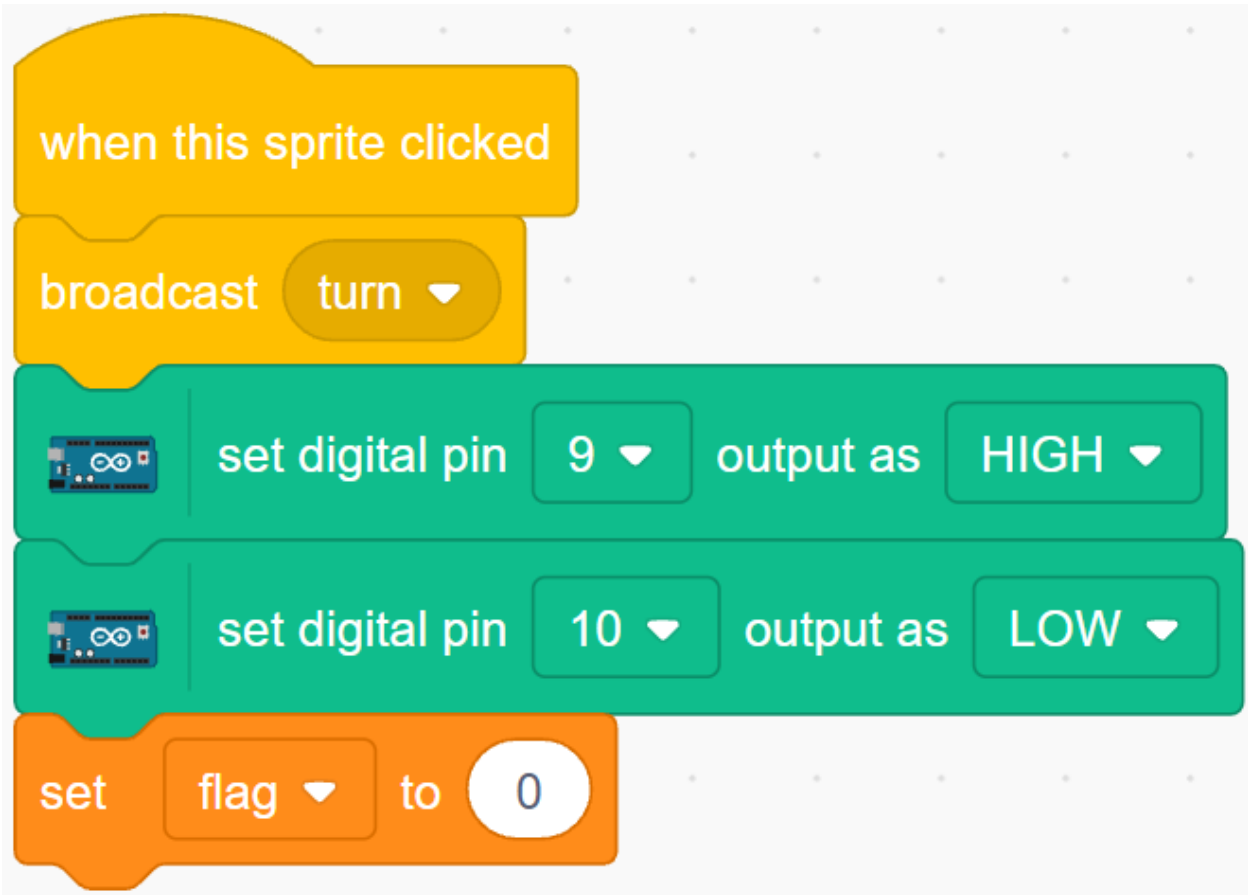 when this sprite clicked
broadcast turn
set digital pin 9 output as HIGH
set digital pin 10 output as LOW
set flag to 0